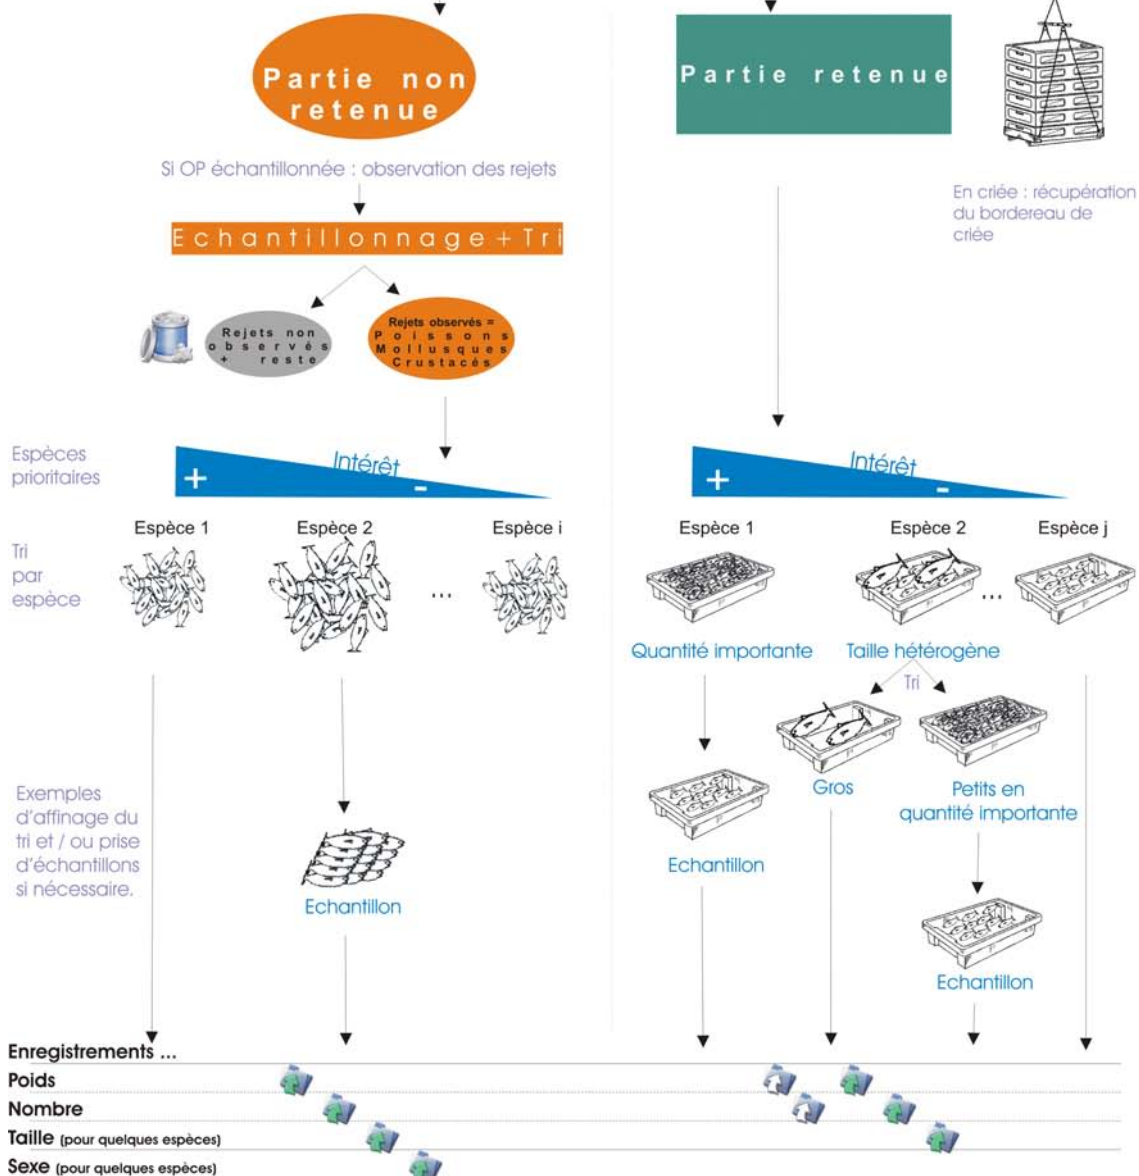 Partie non
retenue
Partie retenue
Si OP échantillonnée : observation des rejets
En criée : récupération
du bordereau de
criée
Echantillonnage+Tri
Rejets non
observés
+ reste
Rejets observés =
Poissons
Mollusques
Crustacés
Espèces
prioritaires
+
Intérêt
-
+
Intérêt
-
Tri
par
espèce
Espèce 1
Espèce 2
...
Espèce i
Espèce 1
Espèce 2
...
Espèce j
Quantité importante
Taille hétérogène
Tri
Gros
Petits en
quantité importante
Exemples
d'affinage du
tri et / ou prise
d'échantillons
si nécessaire.
Echantillon
Echantillon
Echantillon
Enregistrements ...
Poids
Nombre
Taille (pour quelques espèces)
Sexe (pour quelques espèces)